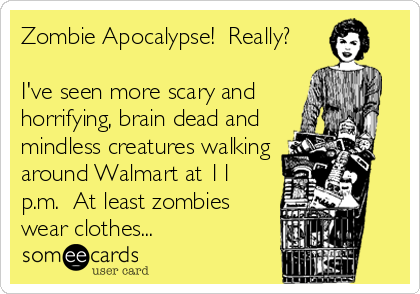 Zombie Apocalypse!  Really?
I've seen more scary and
horrifying, brain dead and
mindless creatures walking
around Walmart at 11
p.m.  At least zombies
wear clothes...
someecards
user card